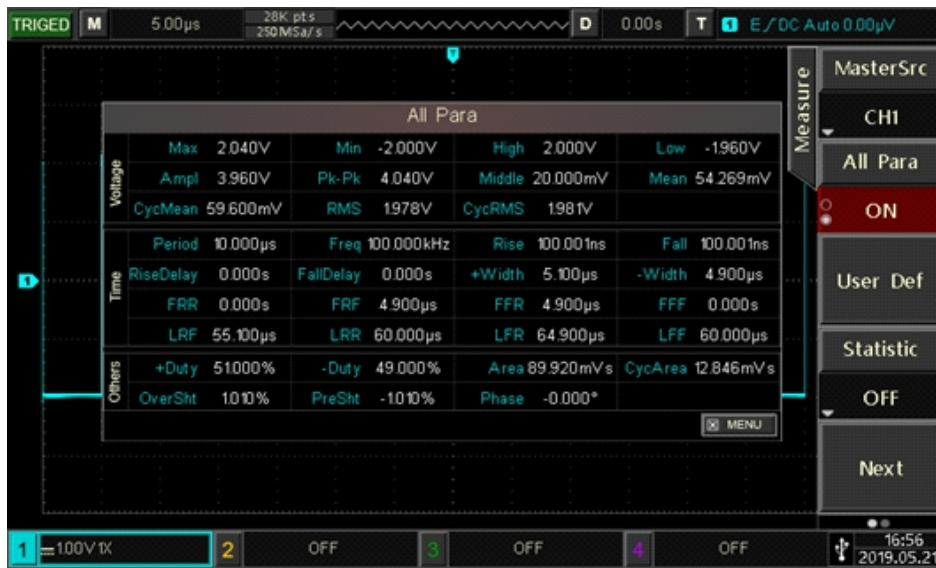 TRIGED M 5.00μs 28K pts 250MSa/s D 0.00s T 1 E DC Auto 0.00μV
Measure
MasterSrc
CH1
All Para
ON
User Def
Statistic
OFF
Next
All Para
Voltage
Max 2.040V Min -2.000V High 2.000V Low -1.960V
Ampl 3.960V Pk-Pk 4.040V Middle 20.000mV Mean 54.269mV
CycMean 59.600mV RMS 1.978V CycRMS 1.981V
Time
Period 10.000μs Freq 100.000kHz Rise 100.001ns Fall 100.001ns
RiseDelay 0.000s FallDelay 0.000s +Width 5.100μs -Width 4.900μs
FRR 0.000s FRF 4.900μs FFR 4.900μs FFF 0.000s
LRF 55.100μs LRR 60.000μs LFR 64.900μs LFF 60.000μs
Others
+Duty 51.000% -Duty 49.000% Area 89.920mVs CycArea 12.846mVs
OverSht 1.010% PreSht -1.010% Phase -0.000°
MENU
1
1 1.00V 1X 2 OFF 3 OFF 4 OFF
16:56
2019.05.21